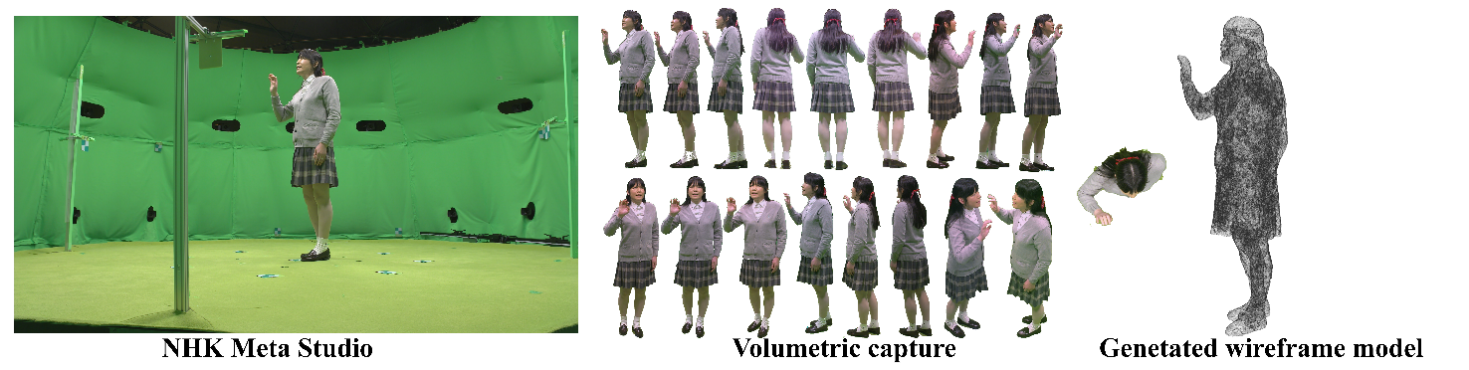 NHK Meta Studio
Volumetric capture
Genetated wireframe model